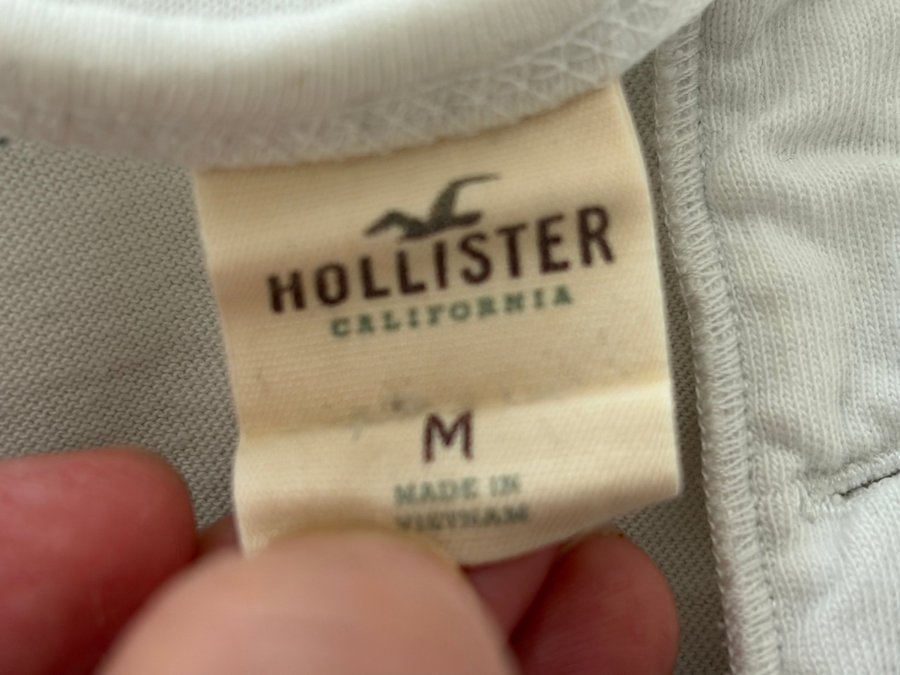 HOLLISTER
CALIFORNIA
M
MADE IN
VIETNAM